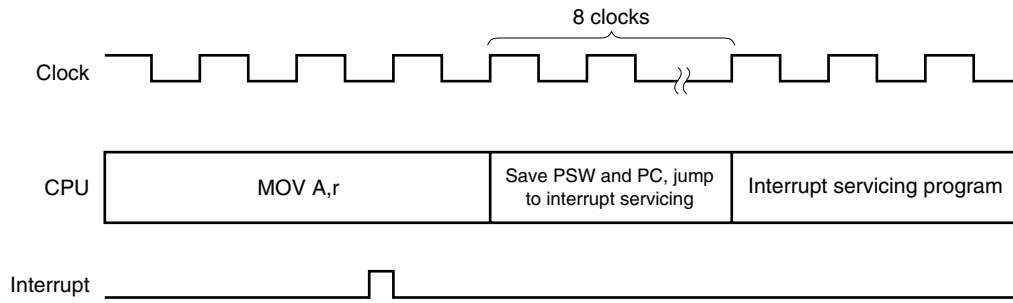 8 clocks
Clock
CPU
MOV A,r
Save PSW and PC, jump
to interrupt servicing
Interrupt servicing program
Interrupt